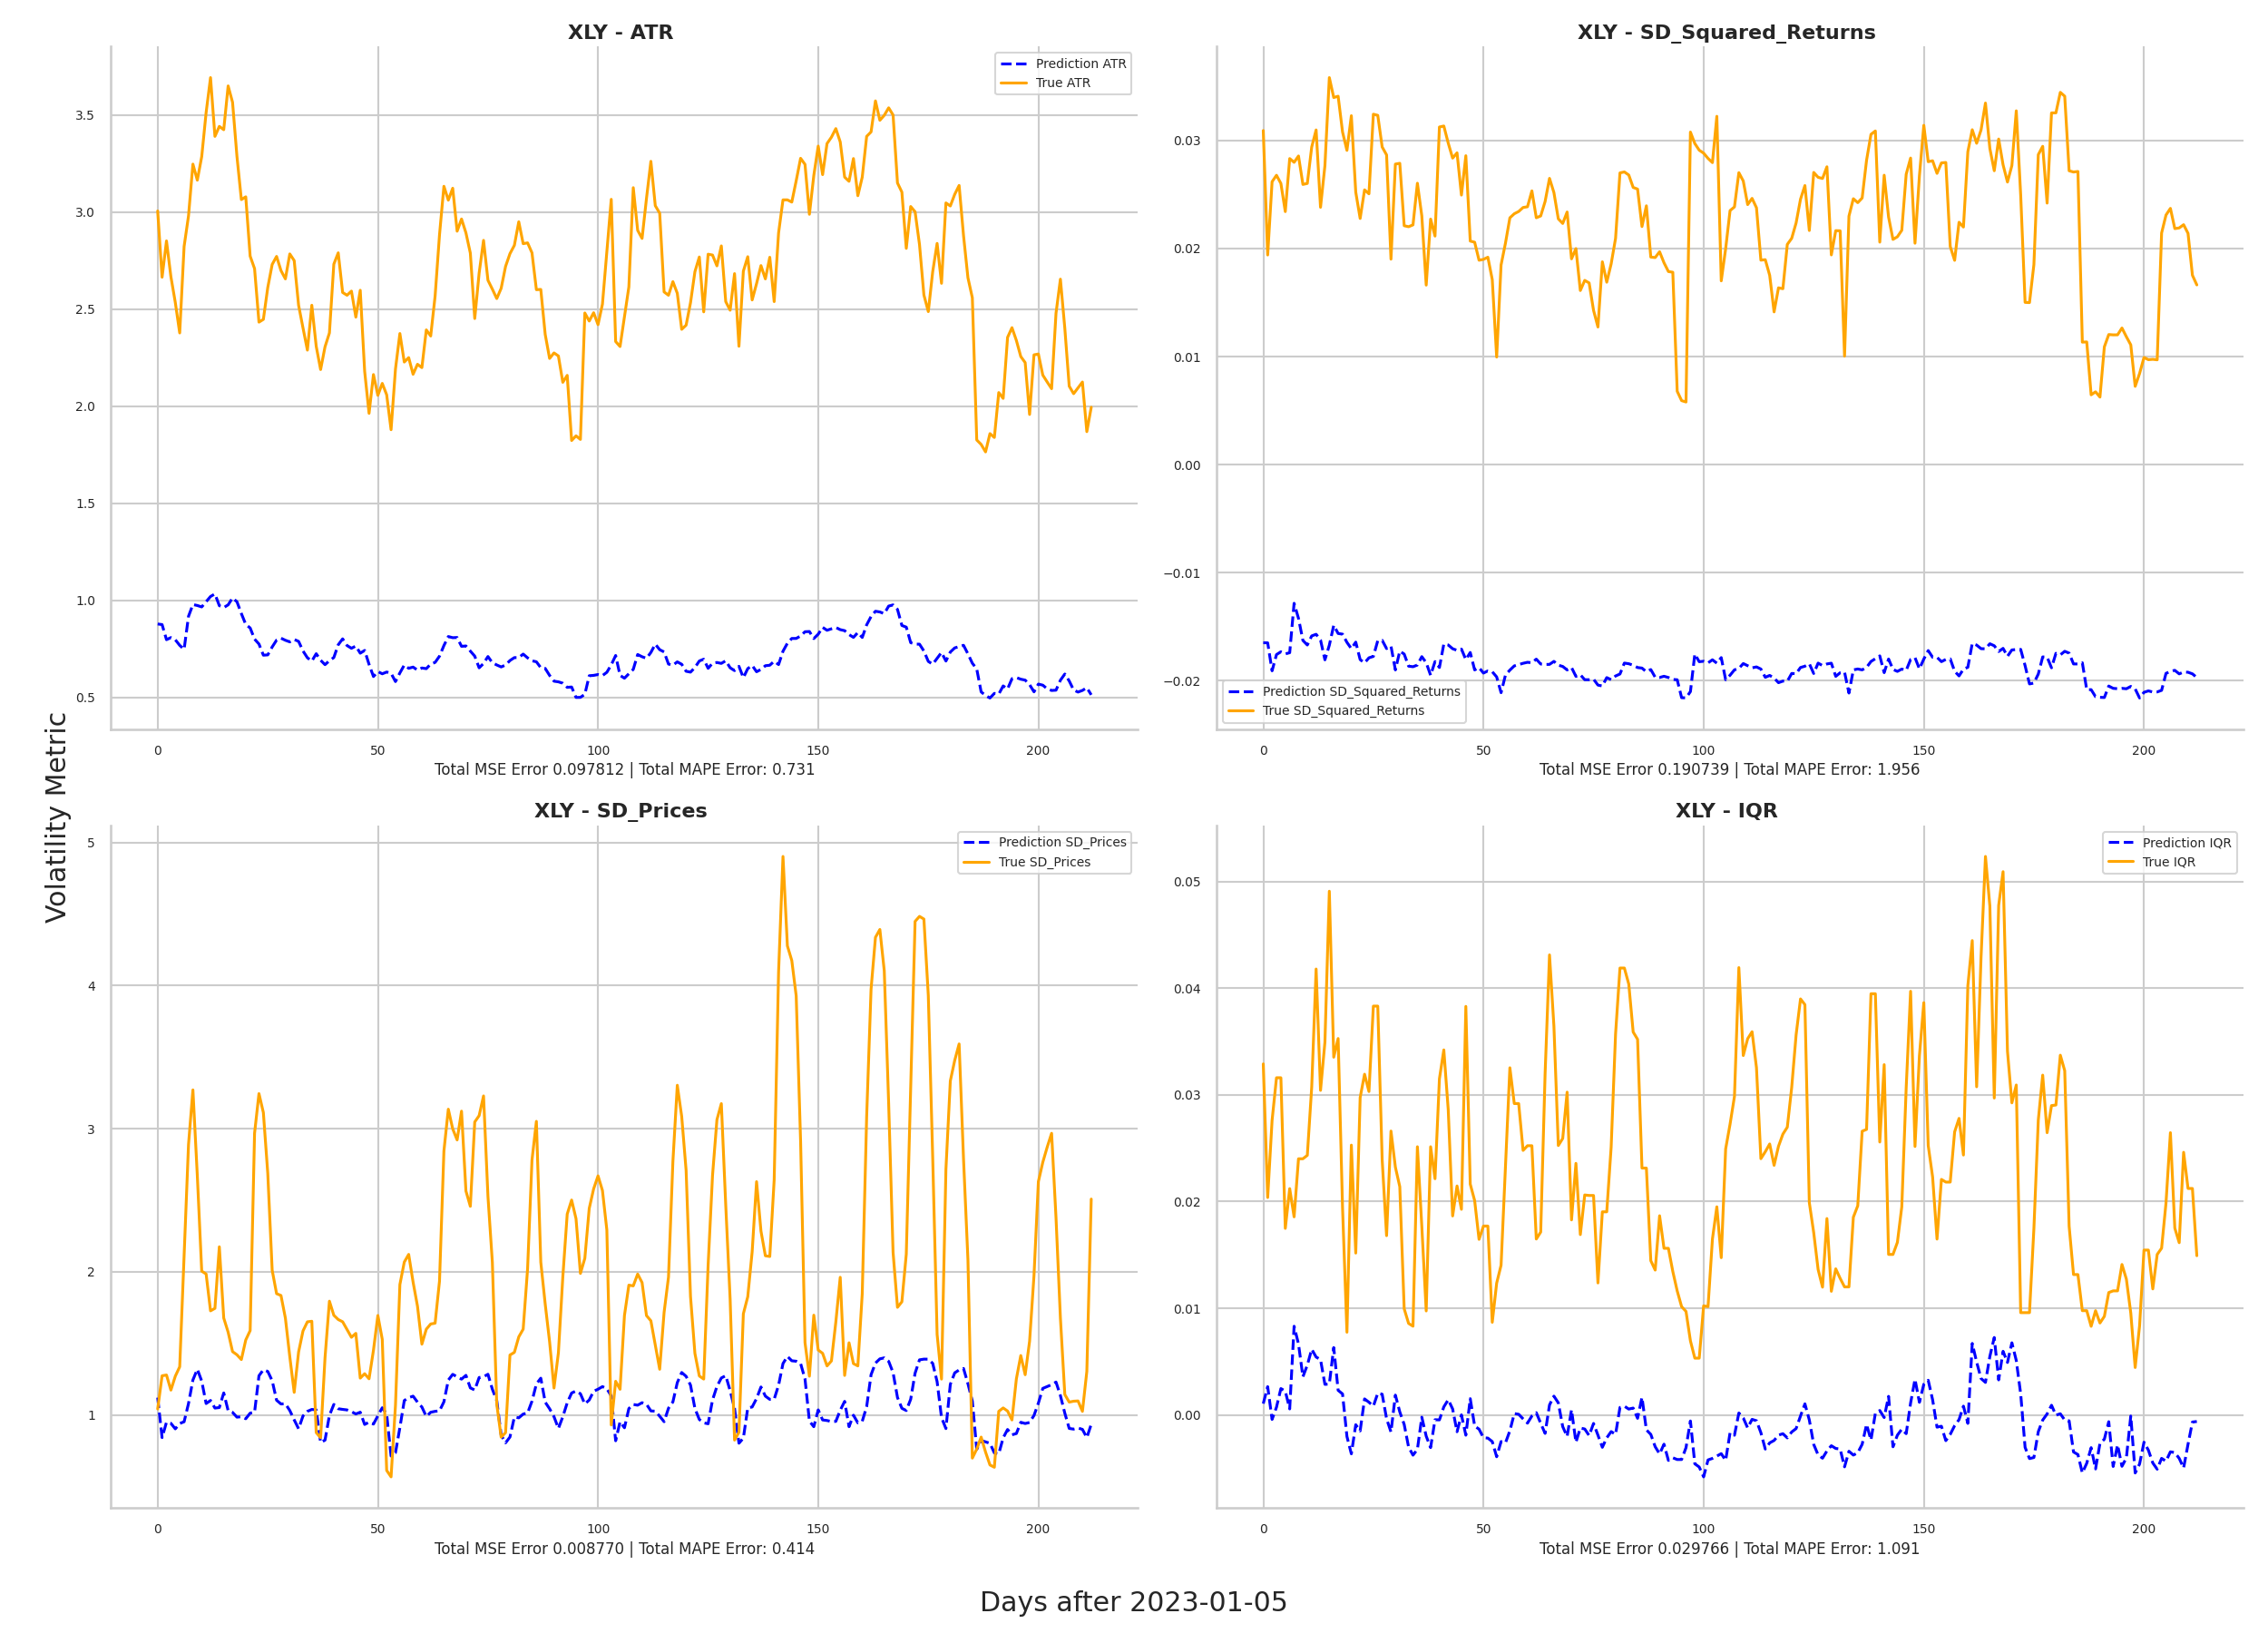 XLY - ATR
Prediction ATR
True ATR
3.5
3.0
2.5
2.0
1.5
1.0
0.5
0 50 100 150 200
Total MSE Error 0.097812 | Total MAPE Error: 0.731
XLY - SD_Squared_Returns
0.03
0.02
0.01
0.00
−0.01
−0.02
Prediction SD_Squared_Returns
True SD_Squared_Returns
0 50 100 150 200
Total MSE Error 0.190739 | Total MAPE Error: 1.956
Volatility Metric
XLY - SD_Prices
Prediction SD_Prices
True SD_Prices
5
4
3
2
1
0 50 100 150 200
Total MSE Error 0.008770 | Total MAPE Error: 0.414
XLY - IQR
Prediction IQR
True IQR
0.05
0.04
0.03
0.02
0.01
0.00
0 50 100 150 200
Total MSE Error 0.029766 | Total MAPE Error: 1.091
Days after 2023-01-05